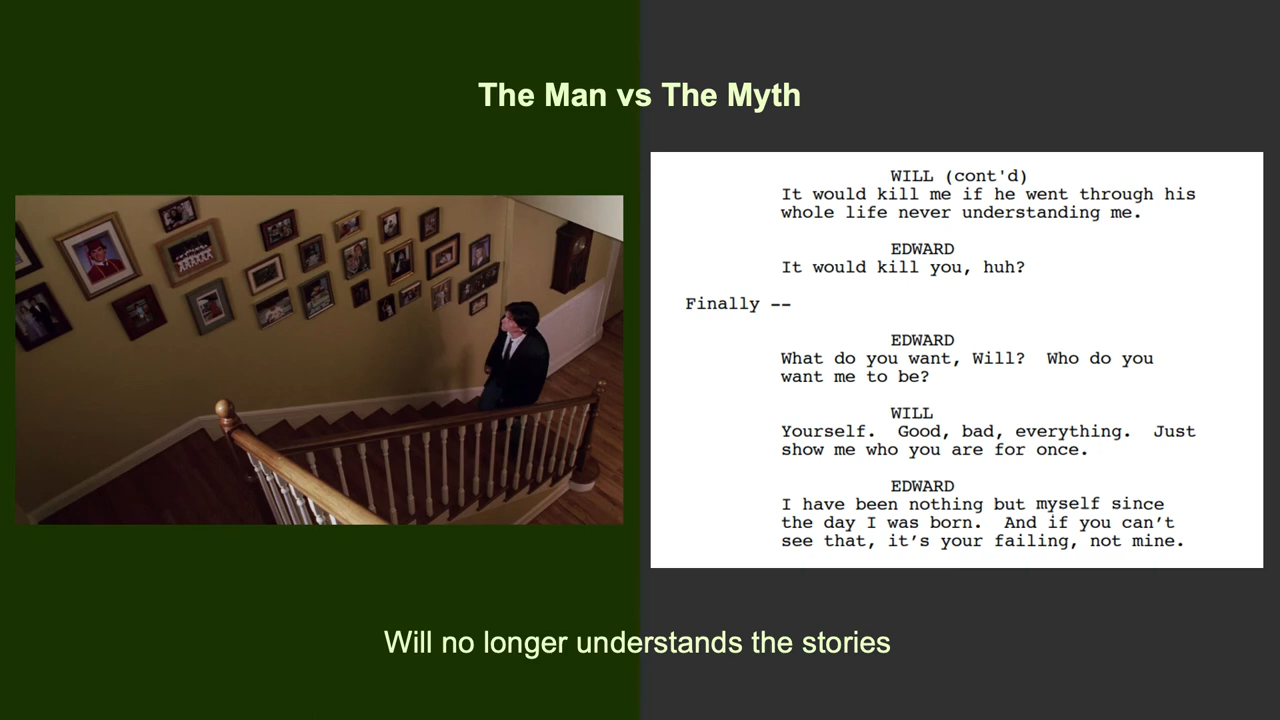 The Man vs The Myth
WILL (cont'd)
It would kill me if he went through his
whole life never understanding me.
EDWARD
It would kill you, huh?
Finally --
EDWARD
What do you want, Will?  Who do you
want me to be?
WILL
Yourself.  Good, bad, everything.  Just
show me who you are for once.
EDWARD
I have been nothing but myself since
the day I was born.  And if you can’t
see that, it’s your failing, not mine.
Will no longer understands the stories